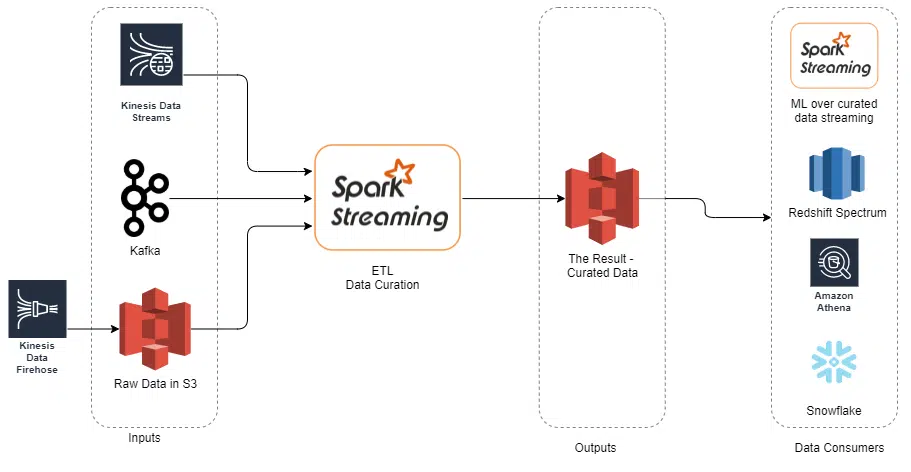 Kinesis Data
Streams
Kafka
Kinesis
Data
Firehose
Raw Data in S3
Inputs
Spark
Streaming
ETL
Data Curation
The Result -
Curated Data
Outputs
Spark
Streaming
ML over curated
data streaming
Redshift Spectrum
Amazon
Athena
Snowflake
Data Consumers